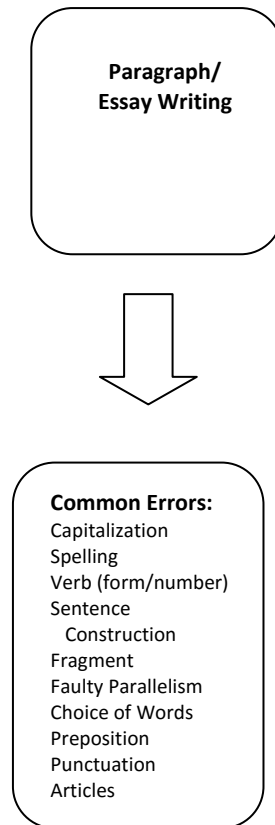 Paragraph/
Essay Writing
Common Errors:
Capitalization
Spelling
Verb (form/number)
Sentence
Construction
Fragment
Faulty Parallelism
Choice of Words
Preposition
Punctuation
Articles